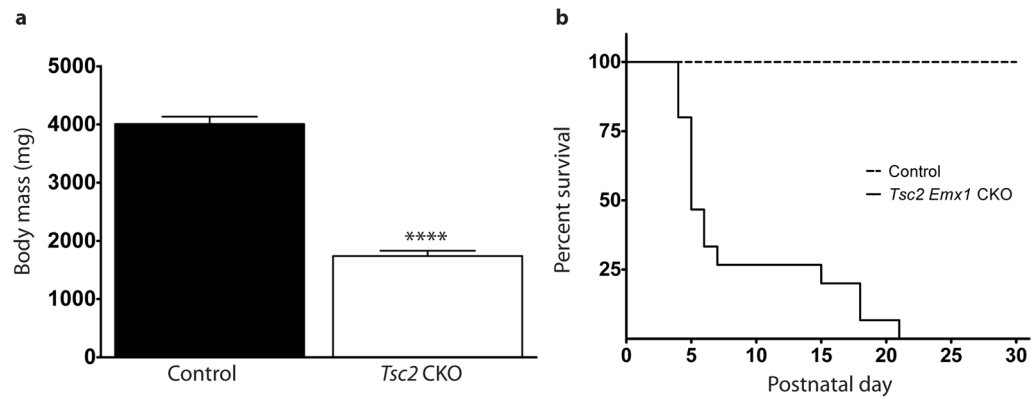 a
5000
4000
3000
2000
1000
0
Body mass (mg)
****
Control
Tsc2 CKO
b
100
75
50
25
Percent survival
Control
Tsc2 Emx1 CKO
0 5 10 15 20 25 30
Postnatal day